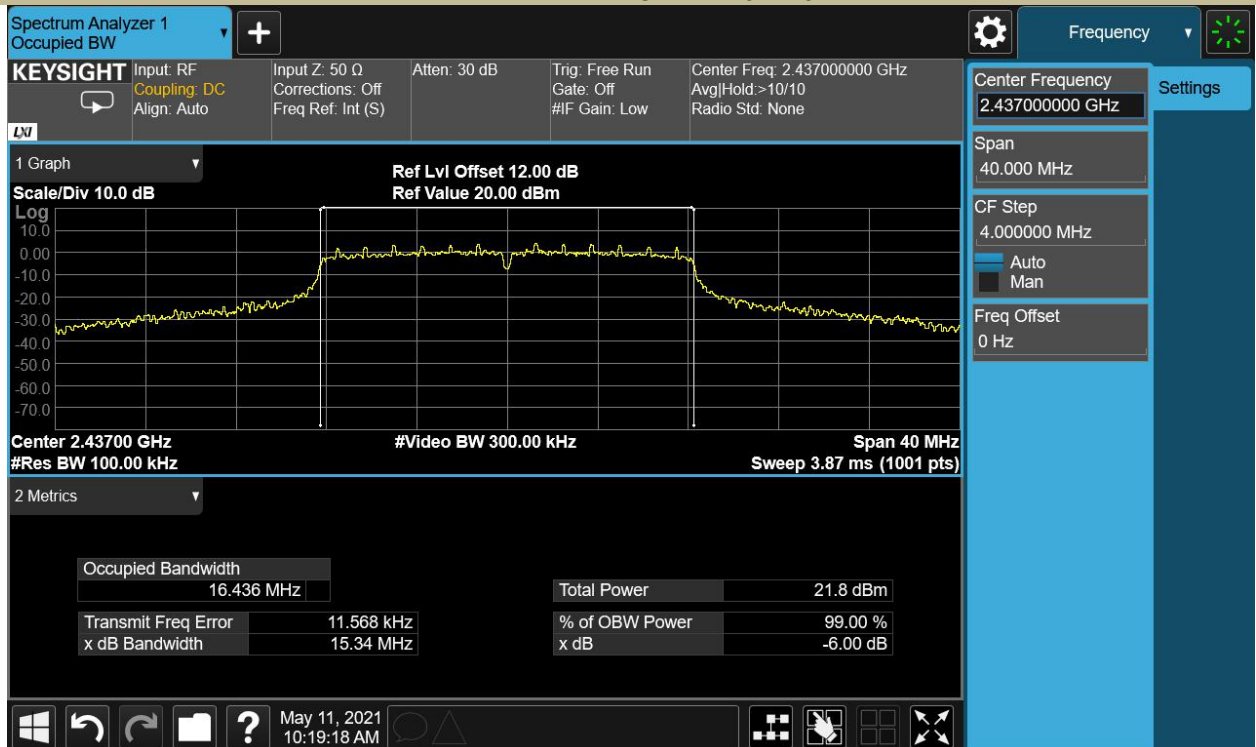 Spectrum Analyzer 1
Occupied BW
+
Frequency
KEYSIGHT
LXI
Input: RF
Coupling: DC
Align: Auto
Input Z: 50 Ω
Corrections: Off
Freq Ref: Int (S)
Atten: 30 dB
Trig: Free Run
Gate: Off
#IF Gain: Low
Center Freq: 2.437000000 GHz
Avg|Hold:>10/10
Radio Std: None
Center Frequency
2.437000000 GHz
Settings
Span
40.000 MHz
CF Step
4.000000 MHz
Auto
Man
Freq Offset
0 Hz
1 Graph
Scale/Div 10.0 dB
Ref Lvl Offset 12.00 dB
Ref Value 20.00 dBm
Log
10.0
0.00
-10.0
-20.0
-30.0
-40.0
-50.0
-60.0
-70.0
Center 2.43700 GHz
#Video BW 300.00 kHz
Span 40 MHz
#Res BW 100.00 kHz
Sweep 3.87 ms (1001 pts)
2 Metrics
Occupied Bandwidth
16.436 MHz
Total Power 21.8 dBm
Transmit Freq Error 11.568 kHz
% of OBW Power 99.00 %
x dB Bandwidth 15.34 MHz
x dB -6.00 dB
?
May 11, 2021
10:19:18 AM